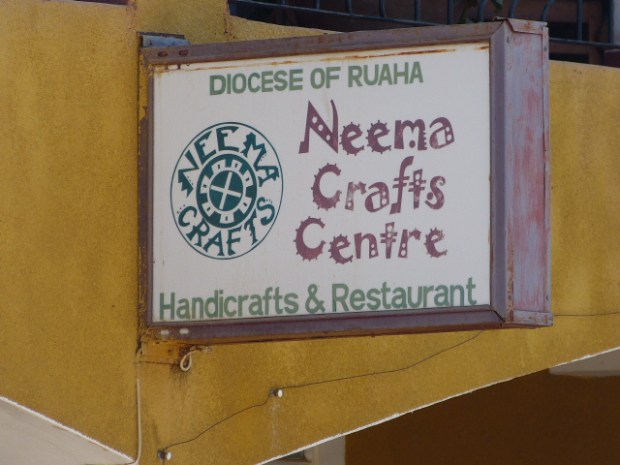 DIOCESE OF RUAHA
NEEMA
CRAFTS
Neema
Crafts
Centre
Handicrafts & Restaurant